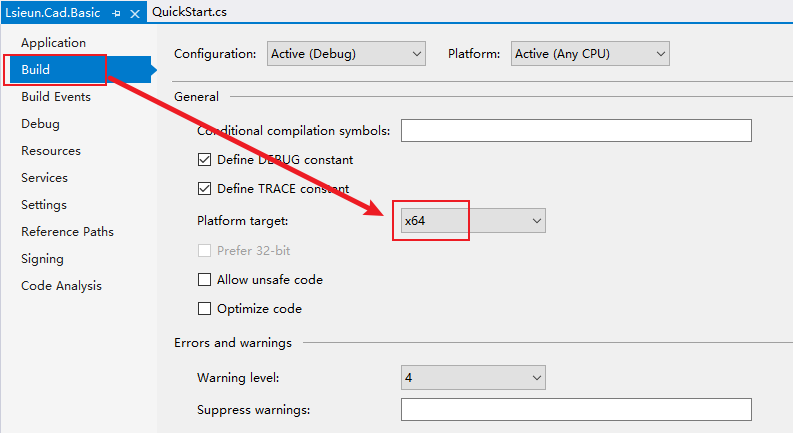 Lsieun.Cad.Basic QuickStart.cs
Application
Build
Build Events
Debug
Resources
Services
Settings
Reference Paths
Signing
Code Analysis
Configuration: Active (Debug) Platform: Active (Any CPU)
General
Conditional compilation symbols:
Define DEBUG constant
Define TRACE constant
Platform target: x64
Prefer 32-bit
Allow unsafe code
Optimize code
Errors and warnings
Warning level: 4
Suppress warnings: